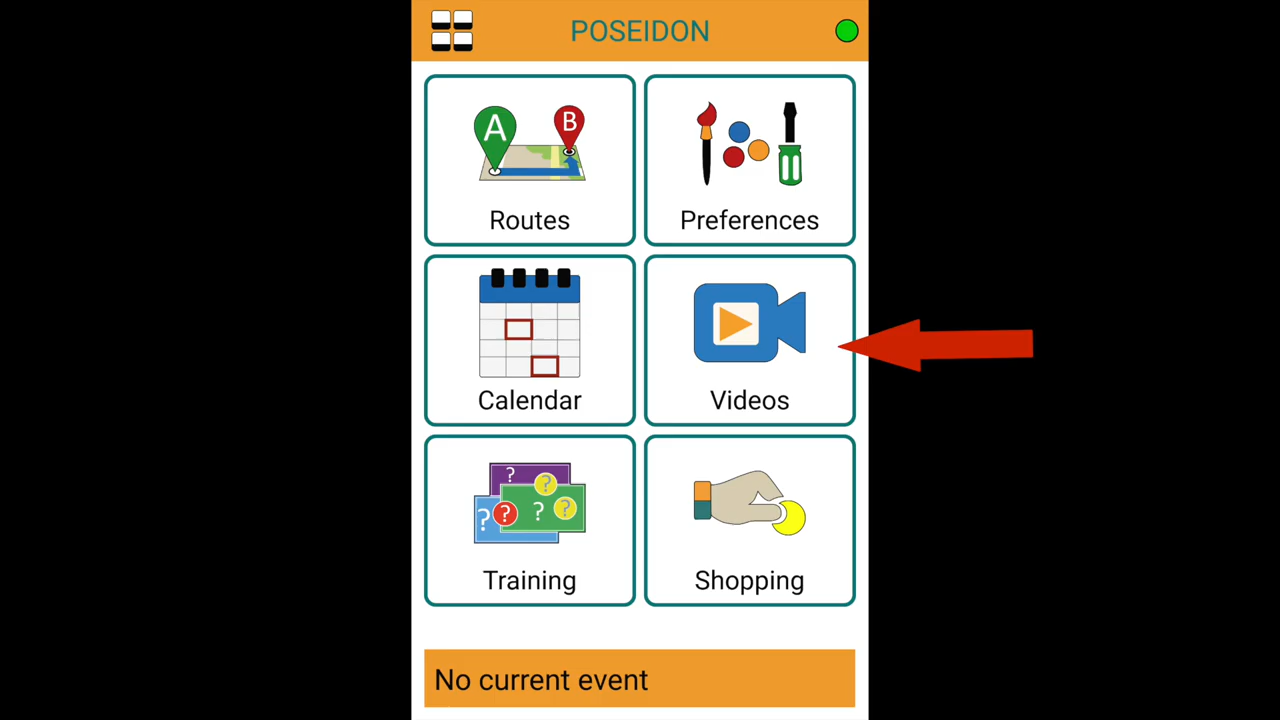 POSEIDON
A
B
Routes
Preferences
Calendar
Videos
? ?
? ? ? ?
Training
Shopping
No current event